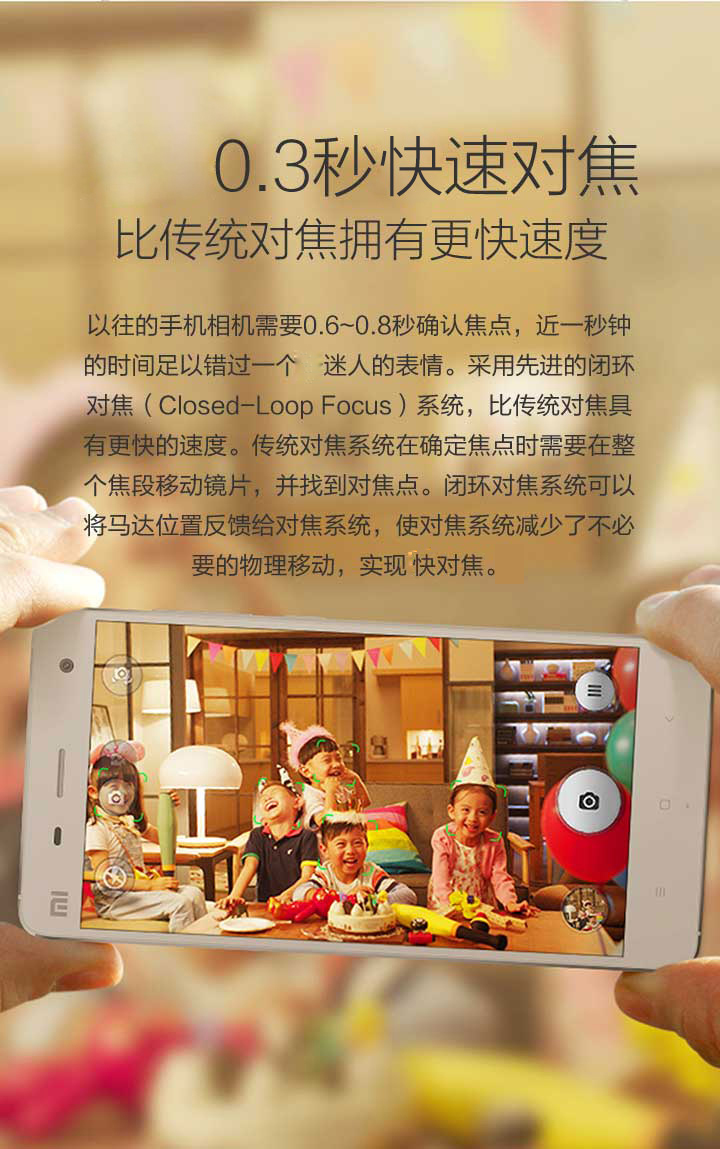 0.3秒快速对焦
比传统对焦拥有更快速度
以往的手机相机需要0.6~0.8秒确认焦点，近一秒钟
的时间足以错过一个 迷人的表情。采用先进的闭环
对焦（Closed-Loop Focus）系统，比传统对焦具
有更快的速度。传统对焦系统在确定焦点时需要在整
个焦段移动镜片，并找到对焦点。闭环对焦系统可以
将马达位置反馈给对焦系统，使对焦系统减少了不必
要的物理移动，实现 快对焦。
MI